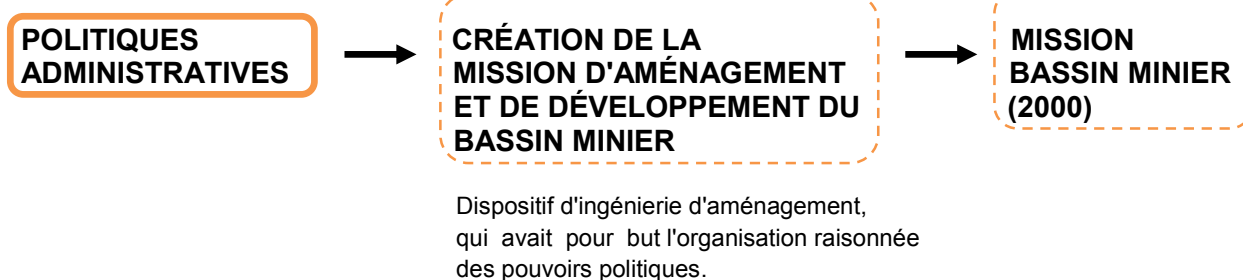 POLITIQUES
ADMINISTRATIVES
CRÉATION DE LA
MISSION D'AMÉNAGEMENT
ET DE DÉVELOPPEMENT DU
BASSIN MINIER
MISSION
BASSIN MINIER
(2000)
Dispositif d'ingénierie d'aménagement,
qui avait pour but l'organisation raisonnée
des pouvoirs politiques.